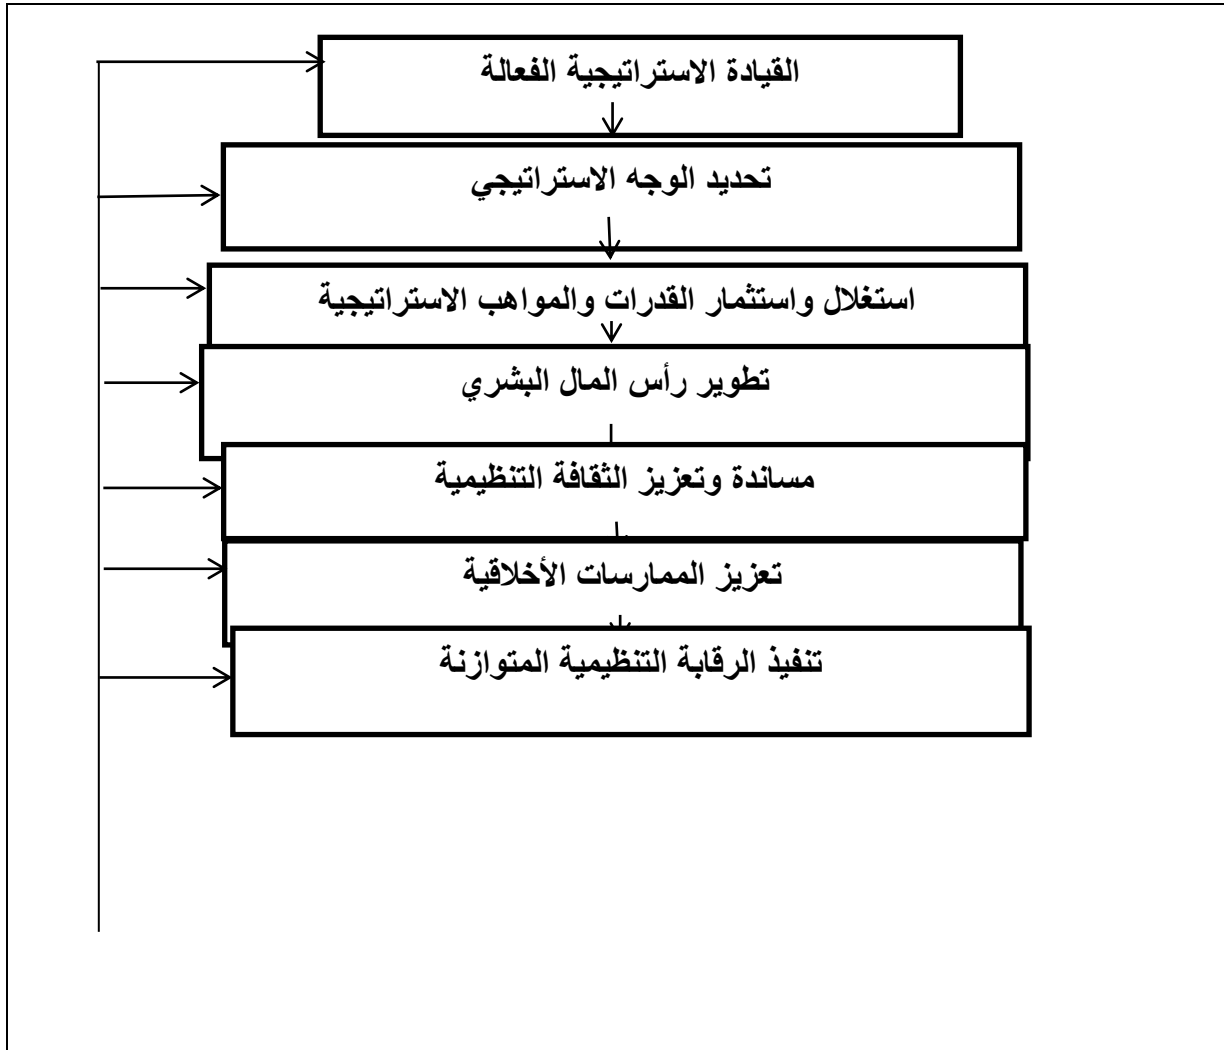 القيادة الاستراتيجية الفعالة
تحديد الوجه الاستراتيجي
استغلال واستثمار القدرات والمواهب الاستراتيجية
تطوير رأس المال البشري
مساندة وتعزيز الثقافة التنظيمية
تعزيز الممارسات الأخلاقية
تنفيذ الرقابة التنظيمية المتوازنة